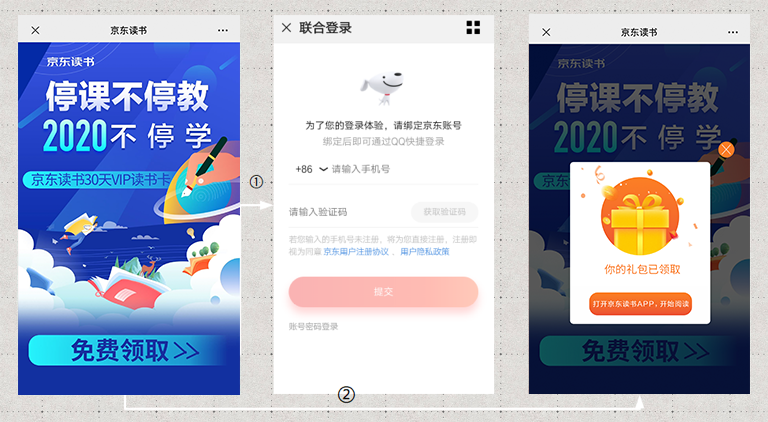 京东读书
京东读书
停课不停教
2020不停学
京东读书30天VIP读书卡
免费领取>>
①
联合登录
为了您的登录体验，请绑定京东账号
绑定后即可通过QQ快捷登录
+86 请输入手机号
请输入验证码 获取验证码
若您输入的手机号未注册，将为您直接注册，注册即
视为同意 京东用户注册协议 、用户隐私政策
提交
账号密码登录
②
京东读书
京东读书
停课不停教
2020不停学
京东
你的礼包已领取
打开京东读书APP，开始阅读
免费领取>>